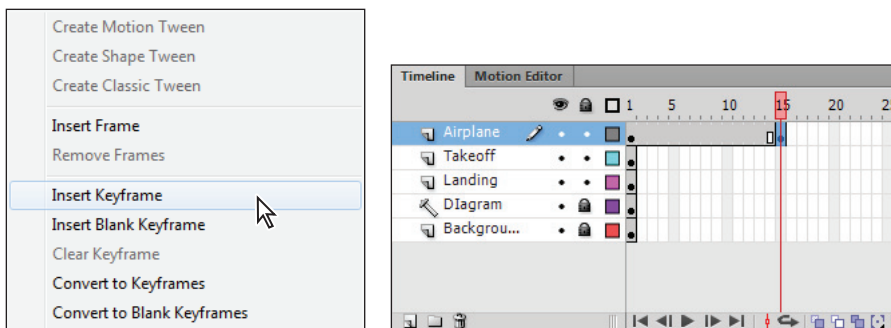 Create Motion Tween
Create Shape Tween
Create Classic Tween
Insert Frame
Remove Frames
Insert Keyframe
Insert Blank Keyframe
Clear Keyframe
Convert to Keyframes
Convert to Blank Keyframes
Timeline Motion Editor
1 5 10 15 20 2
Airplane
Takeoff
Landing
DIagram
Backgrou...